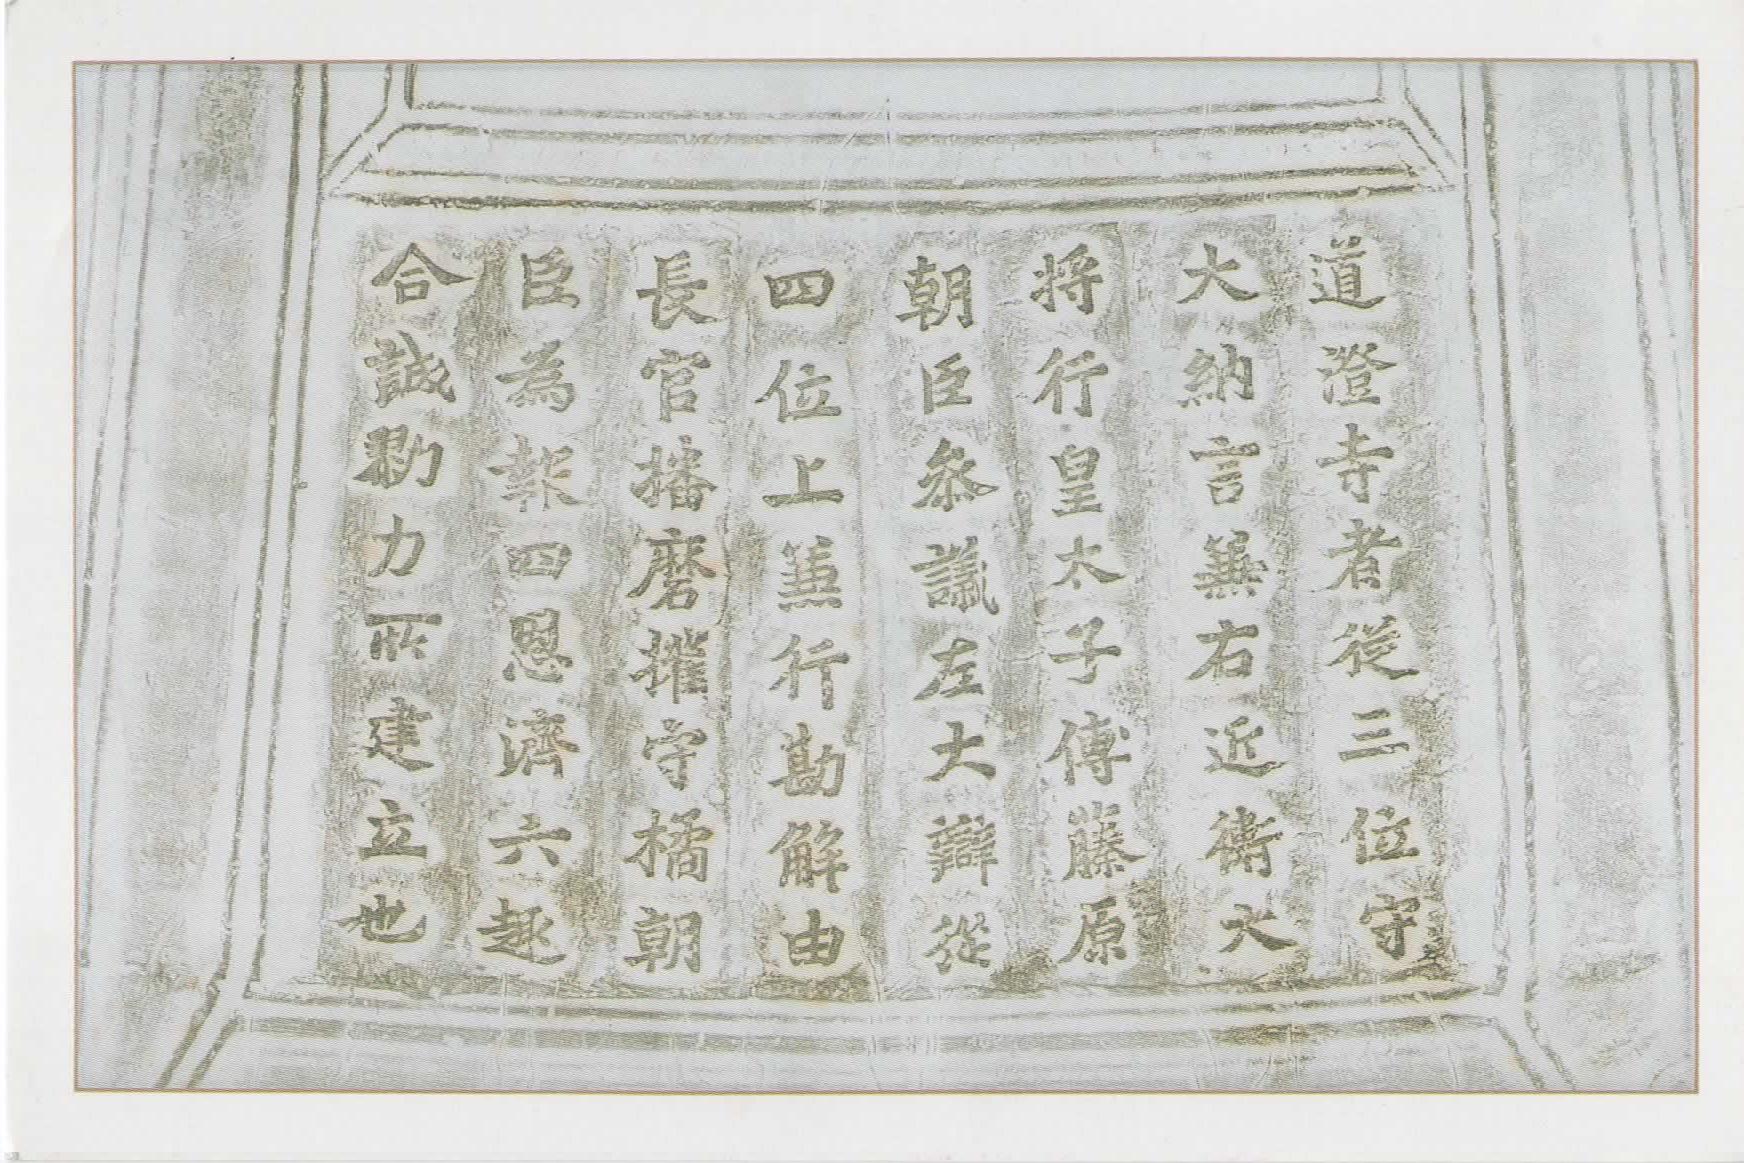 道澄寺者從三位守
大納言兼右近衛大
将行皇太子傅藤原
朝臣叅議左大辯從
四位上兼行勘解由
長官播磨攉守橘朝
臣為報四恩濟六趣
合誠勠力所建立也